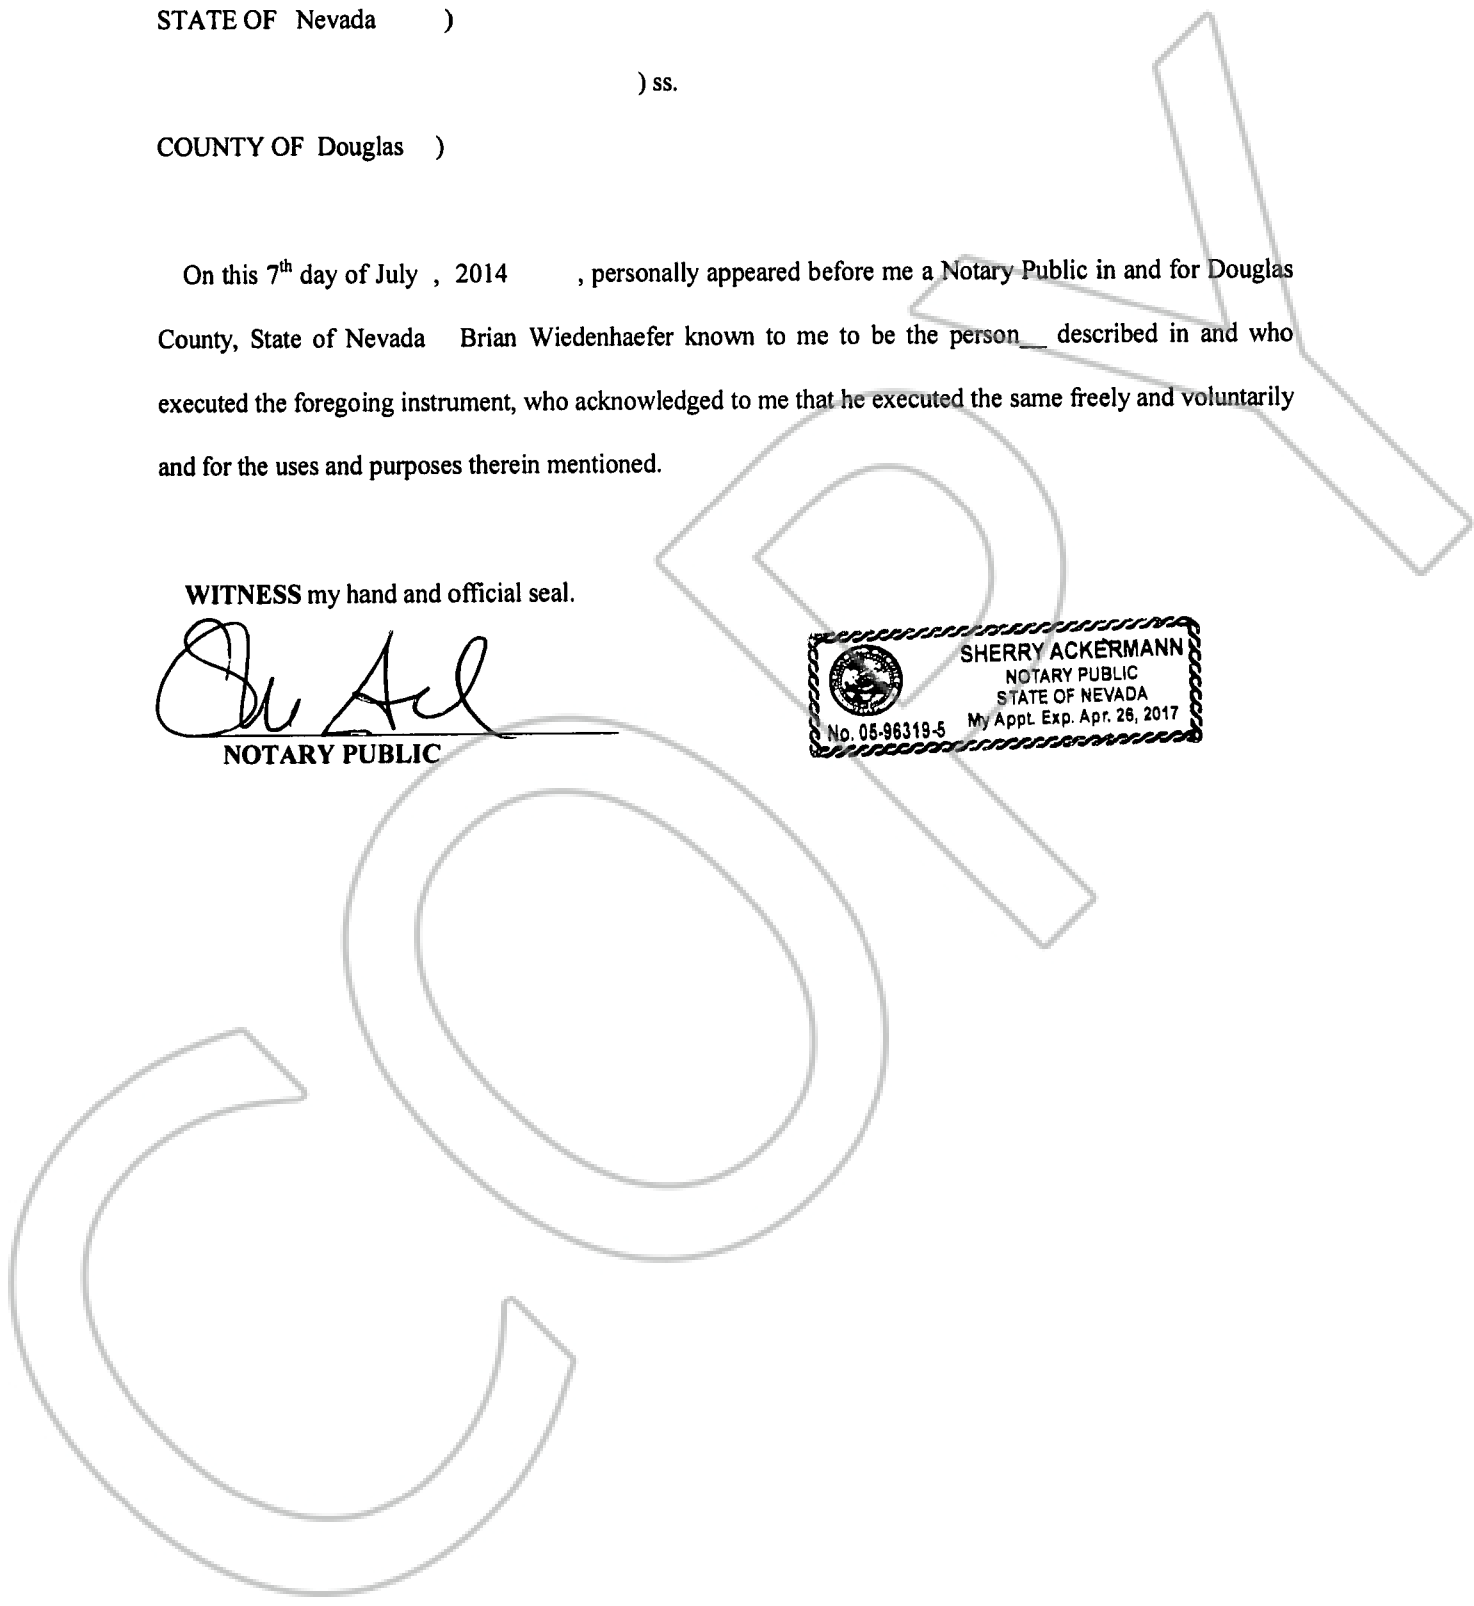 STATE OF Nevada )
) ss.
COUNTY OF Douglas )
On this 7th day of July , 2014 , personally appeared before me a Notary Public in and for Douglas
County, State of Nevada Brian Wiedenhaefer known to me to be the person__ described in and who
executed the foregoing instrument, who acknowledged to me that he executed the same freely and voluntarily
and for the uses and purposes therein mentioned.
WITNESS my hand and official seal.
NOTARY PUBLIC
SHERRY ACKERMANN
NOTARY PUBLIC
STATE OF NEVADA
My Appt. Exp. Apr. 26, 2017
No. 05-96319-5
COPY